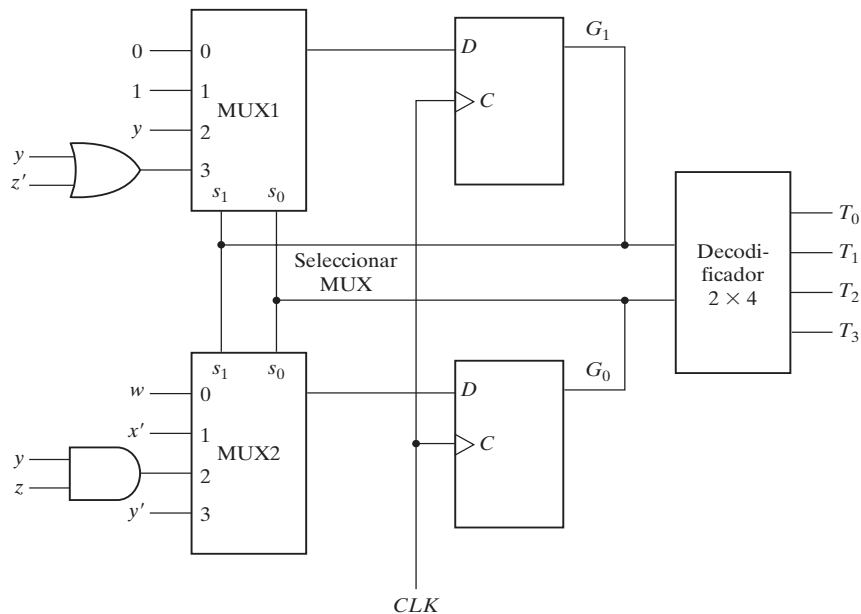 G1
0 0
D
1 1
MUX1
C
y 2
y
z′ 3
s1 s0
T0
Seleccionar
MUX
Decodi-
ficador
2 × 4
T1
T2
T3
s1 s0
G0
w 0
D
x′ 1
MUX2
C
y
z 2
y′ 3
CLK